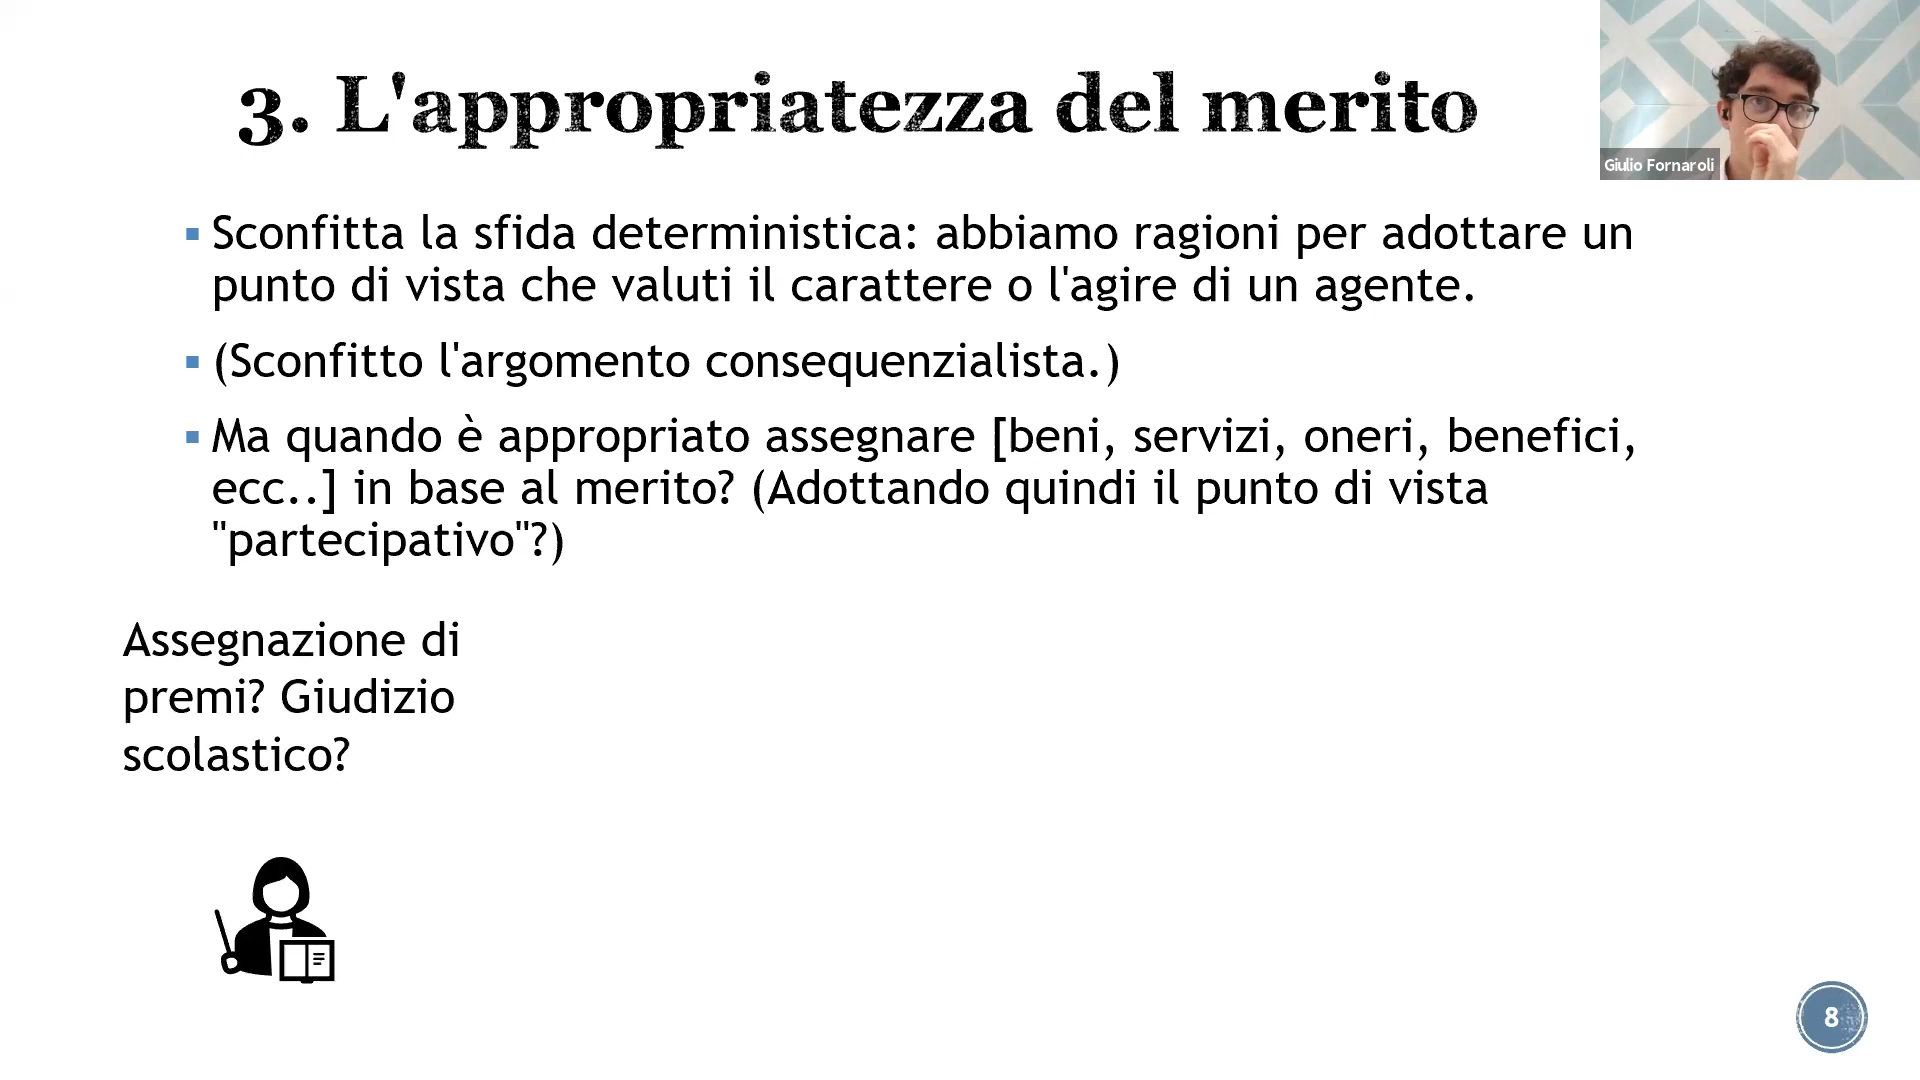 3. L'appropriatezza del merito
Giulio Fornaroli
▪ Sconfitta la sfida deterministica: abbiamo ragioni per adottare un
punto di vista che valuti il carattere o l'agire di un agente.
▪ (Sconfitto l'argomento consequenzialista.)
▪ Ma quando è appropriato assegnare [beni, servizi, oneri, benefici,
ecc..] in base al merito? (Adottando quindi il punto di vista
"partecipativo"?)
Assegnazione di
premi? Giudizio
scolastico?
8